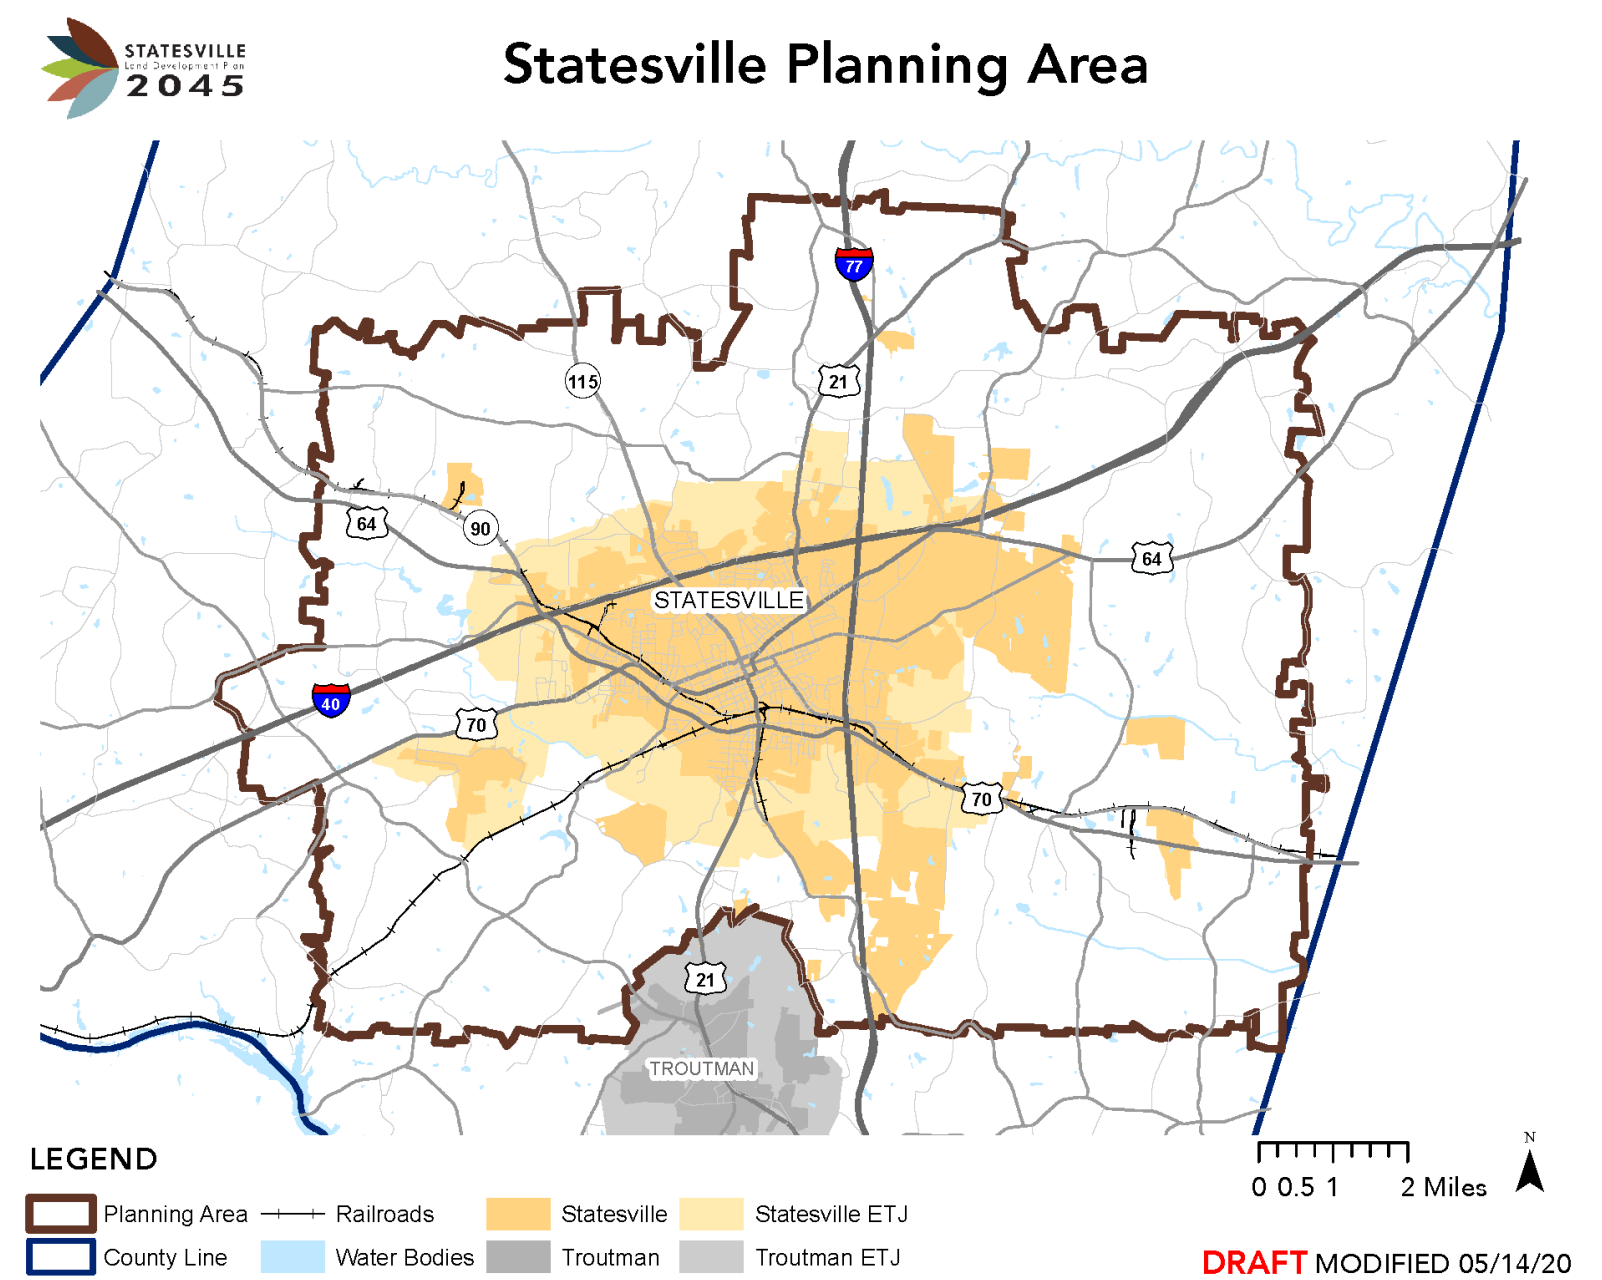 STATESVILLE
Land Development Plan
2045
Statesville Planning Area
77
115
21
64
90
64
STATESVILLE
40
70
70
21
TROUTMAN
LEGEND
Planning Area
Railroads
Statesville
Statesville ETJ
County Line
Water Bodies
Troutman
Troutman ETJ
N
0 0.5 1 2 Miles
DRAFT MODIFIED 05/14/20